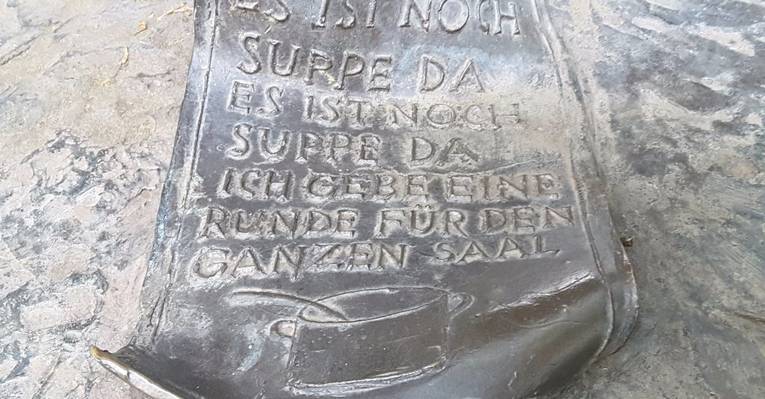 ES IST NOCH
SUPPE DA
ES IST NOCH
SUPPE DA
ICH GEBE EINE
RUNDE FÜR DEN
GANZEN SAAL